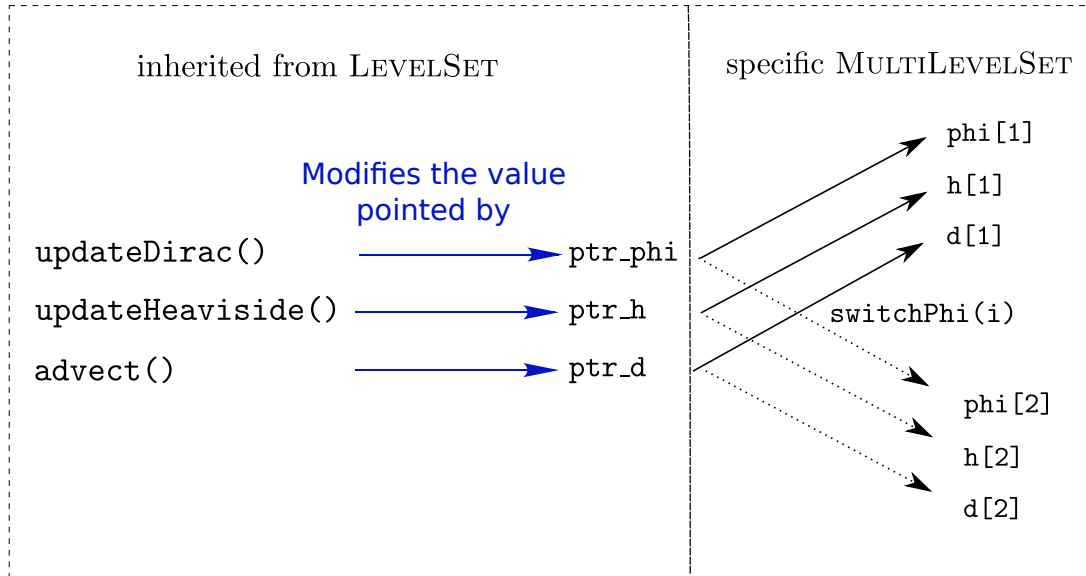 inherited from LEVELSET
specific MULTILEVELSET
Modifies the value
pointed by
updateDirac()
ptr_phi
updateHeaviside()
ptr_h
advect()
ptr_d
phi[1]
h[1]
d[1]
switchPhi(i)
phi[2]
h[2]
d[2]